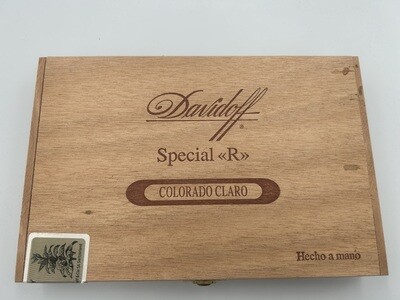 Davidoff®
Special «R»
COLORADO CLARO
Hecho a mano